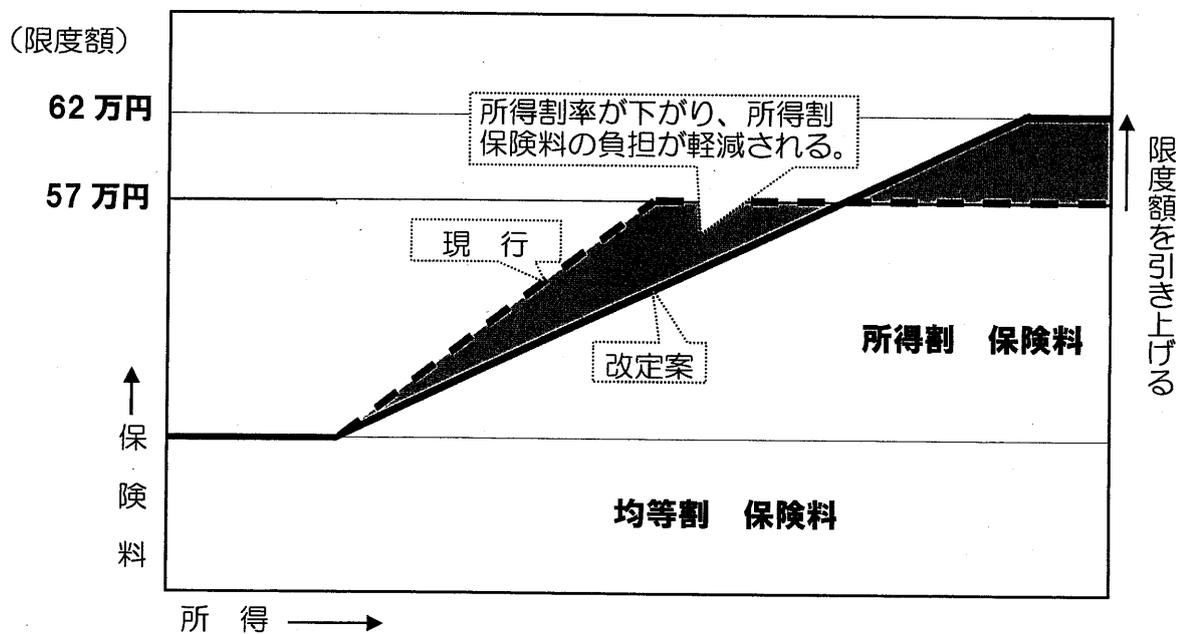 （限度額）
62 万円
57 万円
所得割率が下がり、所得割
保険料の負担が軽減される。
現　行
改定案
所得割　保険料
均等割　保険料
限度額を引き上げる
保険料
所　得